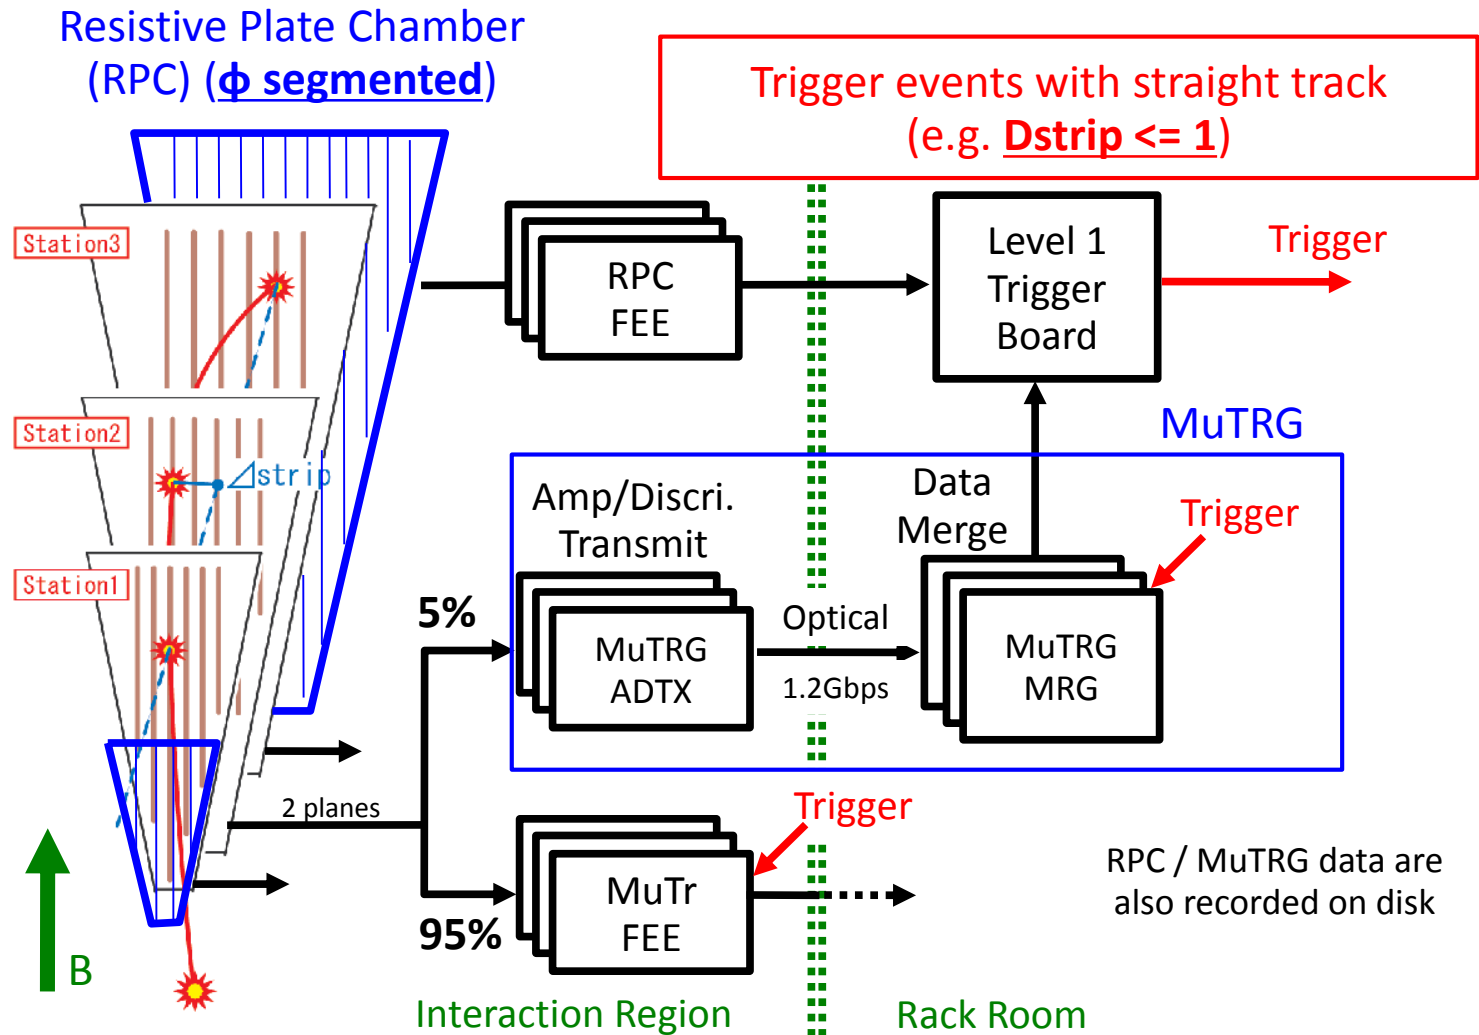 Resistive Plate Chamber
(RPC) (ϕ segmented)
Trigger events with straight track
(e.g. Dstrip <= 1)
Station3
RPC
FEE
Level 1
Trigger
Board
Trigger
Station2
⊿strip
MuTRG
Amp/Discri.
Transmit
Data
Merge
Trigger
Station1
5%
MuTRG
ADTX
Optical
1.2Gbps
MuTRG
MRG
2 planes
Trigger
MuTr
FEE
95%
RPC / MuTRG data are
also recorded on disk
B
Interaction Region
Rack Room